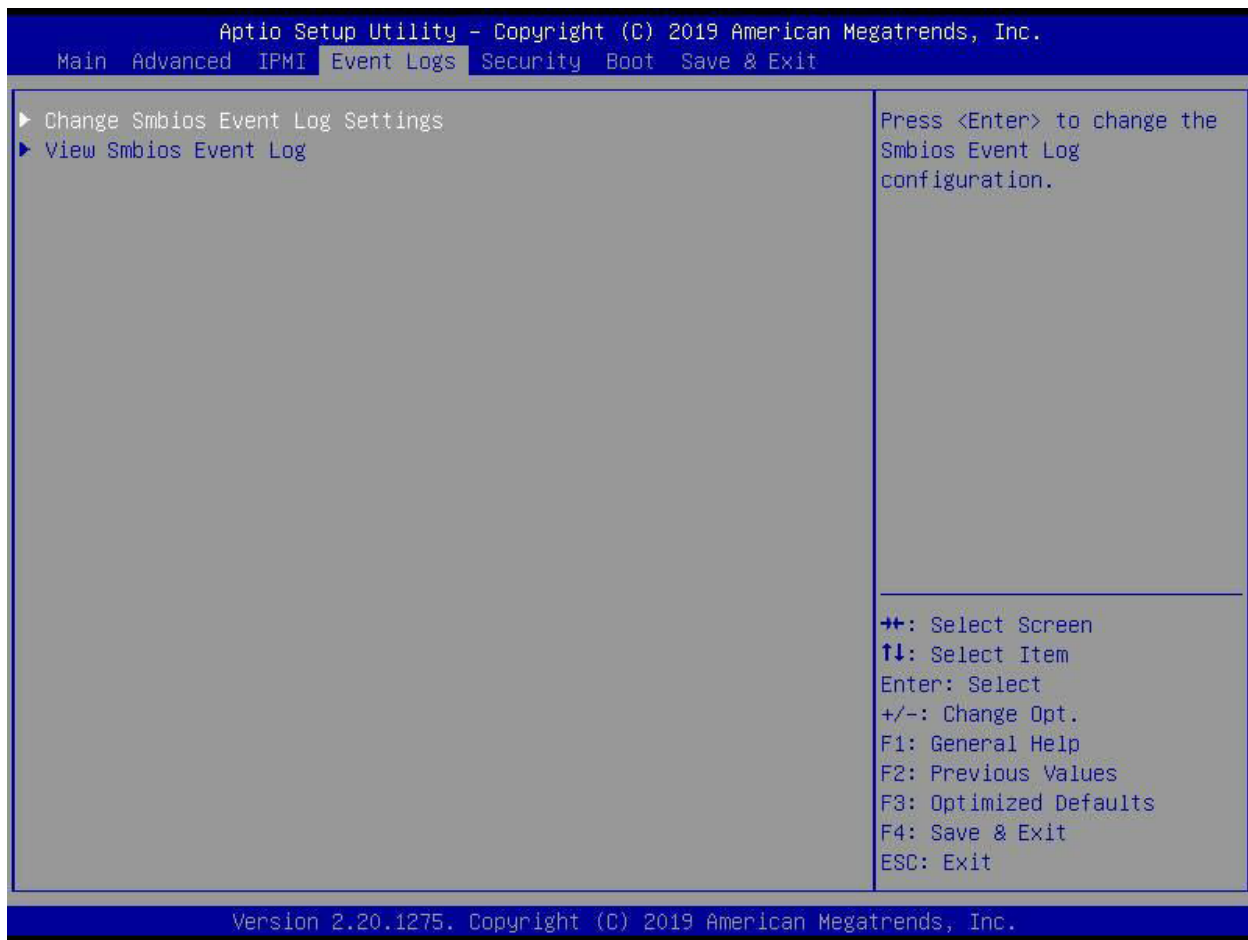 Aptio Setup Utility – Copyright (C) 2019 American Megatrends, Inc.
Main Advanced IPMI Event Logs Security Boot Save & Exit
▶ Change Smbios Event Log Settings
▶ View Smbios Event Log
Press <Enter> to change the
Smbios Event Log
configuration.
→←: Select Screen
↑↓: Select Item
Enter: Select
+/-: Change Opt.
F1: General Help
F2: Previous Values
F3: Optimized Defaults
F4: Save & Exit
ESC: Exit
Version 2.20.1275. Copyright (C) 2019 American Megatrends, Inc.